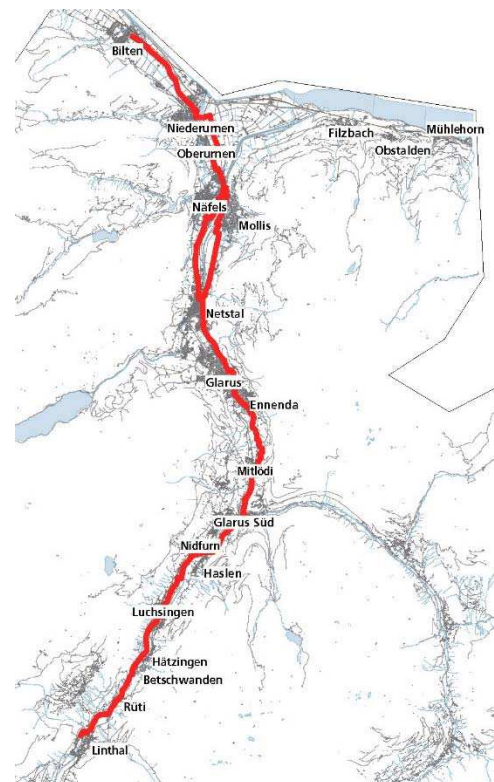 Bilten
Niederurnen
Filzbach
Mühlehorn
Oberurnen
Obstalden
Näfels
Mollis
Netstal
Glarus
Ennenda
Mitlödi
Glarus Süd
Nidfurn
Haslen
Luchsingen
Hätzingen
Betschwanden
Rüti
Linthal